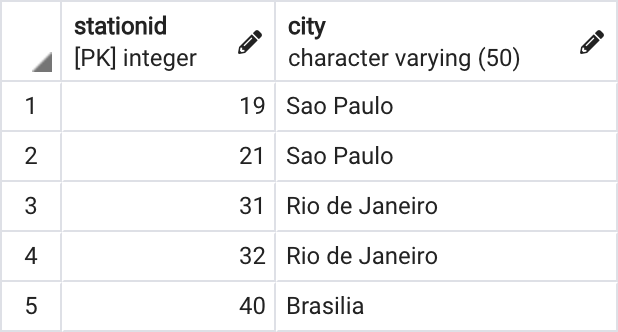 stationid city
[PK] integer character varying (50)
1 19 Sao Paulo
2 21 Sao Paulo
3 31 Rio de Janeiro
4 32 Rio de Janeiro
5 40 Brasilia